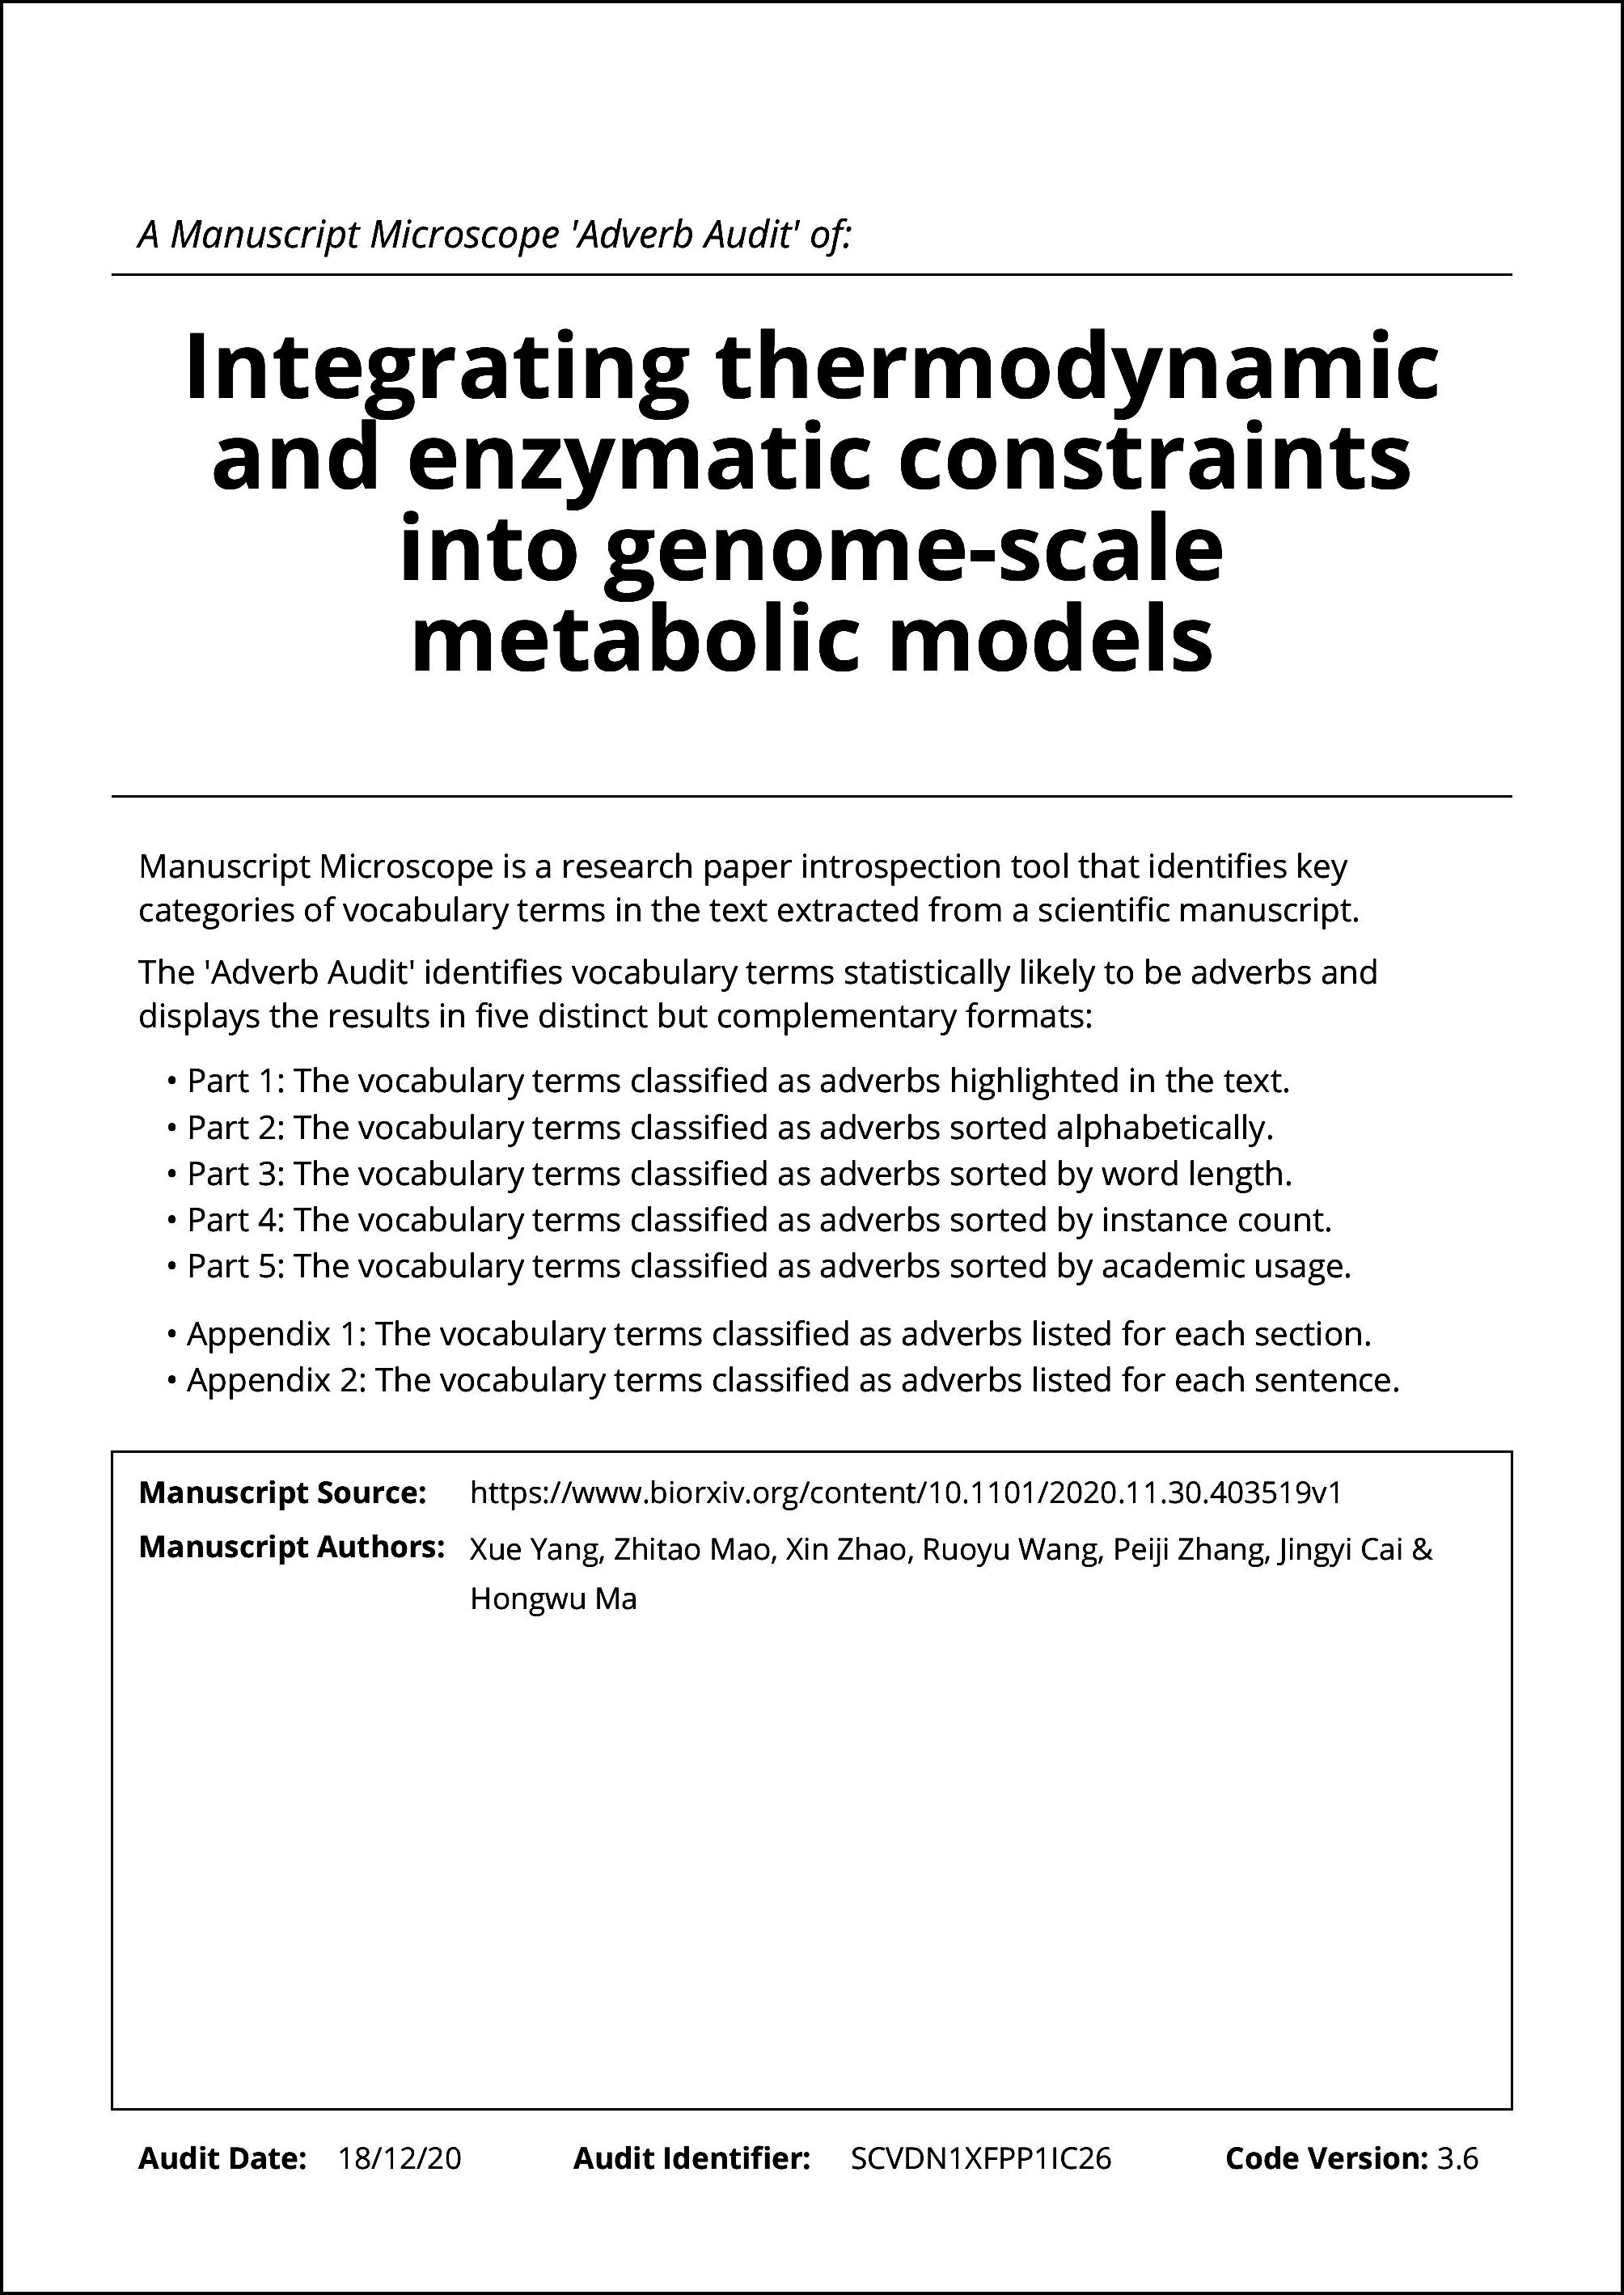 A Manuscript Microscope 'Adverb Audit' of:
Integrating thermodynamic
and enzymatic constraints
into genome-scale
metabolic models
Manuscript Microscope is a research paper introspection tool that identifies key
categories of vocabulary terms in the text extracted from a scientific manuscript.
The 'Adverb Audit' identifies vocabulary terms statistically likely to be adverbs and
displays the results in five distinct but complementary formats:
• Part 1: The vocabulary terms classified as adverbs highlighted in the text.
• Part 2: The vocabulary terms classified as adverbs sorted alphabetically.
• Part 3: The vocabulary terms classified as adverbs sorted by word length.
• Part 4: The vocabulary terms classified as adverbs sorted by instance count.
• Part 5: The vocabulary terms classified as adverbs sorted by academic usage.
• Appendix 1: The vocabulary terms classified as adverbs listed for each section.
• Appendix 2: The vocabulary terms classified as adverbs listed for each sentence.
Manuscript Source: https://www.biorxiv.org/content/10.1101/2020.11.30.403519v1
Manuscript Authors: Xue Yang, Zhitao Mao, Xin Zhao, Ruoyu Wang, Peiji Zhang, Jingyi Cai &
Hongwu Ma
Audit Date: 18/12/20 Audit Identifier: SCVDN1XFPP1IC26 Code Version: 3.6